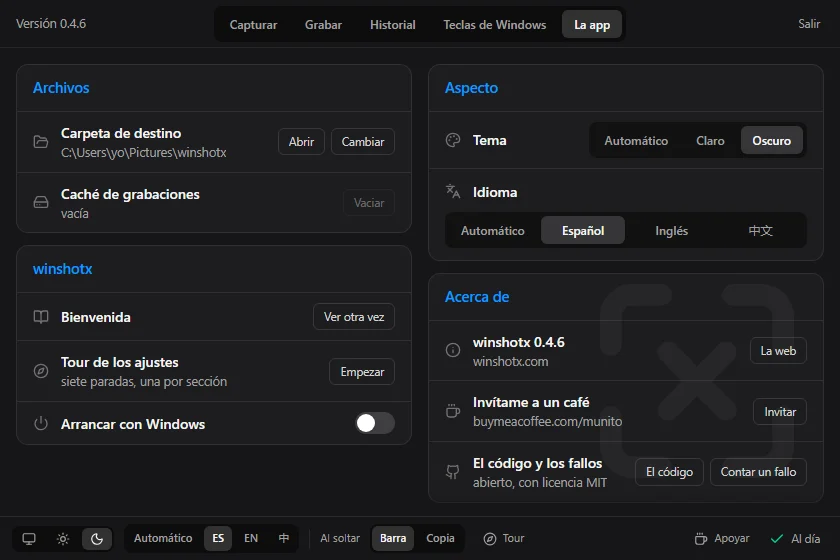 Versión 0.4.6
Capturar Grabar Historial Teclas de Windows La app
Salir
Archivos
Carpeta de destino
C:\Users\yo\Pictures\winshotx
Abrir Cambiar
Caché de grabaciones
vacía
Vaciar
winshotx
Bienvenida
Ver otra vez
Tour de los ajustes
siete paradas, una por sección
Empezar
Arrancar con Windows
Aspecto
Tema
Automático Claro Oscuro
Idioma
Automático Español Inglés 中文
Acerca de
winshotx 0.4.6
winshotx.com
La web
Invítame a un café
buymeacoffee.com/munito
Invitar
El código y los fallos
abierto, con licencia MIT
El código Contar un fallo
Automático ES EN 中 Al soltar Barra Copia Tour Apoyar Al día